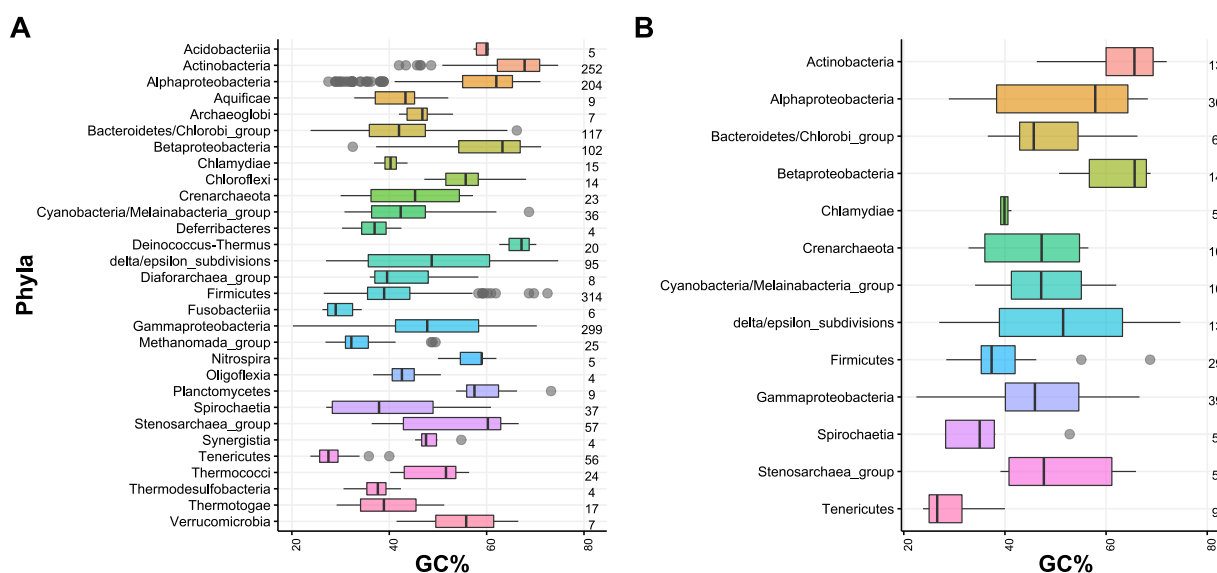 A
Acidobacteriia 5
Actinobacteria 252
Alphaproteobacteria 204
Aquificae 9
Archaeoglobi 7
Bacteroidetes/Chlorobi_group 117
Betaproteobacteria 102
Chlamydiae 15
Chloroflexi 14
Crenarchaeota 23
Cyanobacteria/Melainabacteria_group 36
Deferribacteres 4
Deinococcus-Thermus 20
delta/epsilon_subdivisions 95
Diaforarchaea_group 8
Firmicutes 314
Fusobacteriia 6
Gammaproteobacteria 299
Methanomada_group 25
Nitrospira 5
Oligoflexia 4
Planctomycetes 9
Spirochaetia 37
Stenosarchaea_group 57
Synergistia 4
Tenericutes 56
Thermococci 24
Thermodesulfobacteria 4
Thermotogae 17
Verrucomicrobia 7
Phyla
20 40 60 80
GC%
B
Actinobacteria
Alphaproteobacteria
Bacteroidetes/Chlorobi_group
Betaproteobacteria
Chlamydiae
Crenarchaeota
Cyanobacteria/Melainabacteria_group
delta/epsilon_subdivisions
Firmicutes
Gammaproteobacteria
Spirochaetia
Stenosarchaea_group
Tenericutes
20 40 60 80
GC%